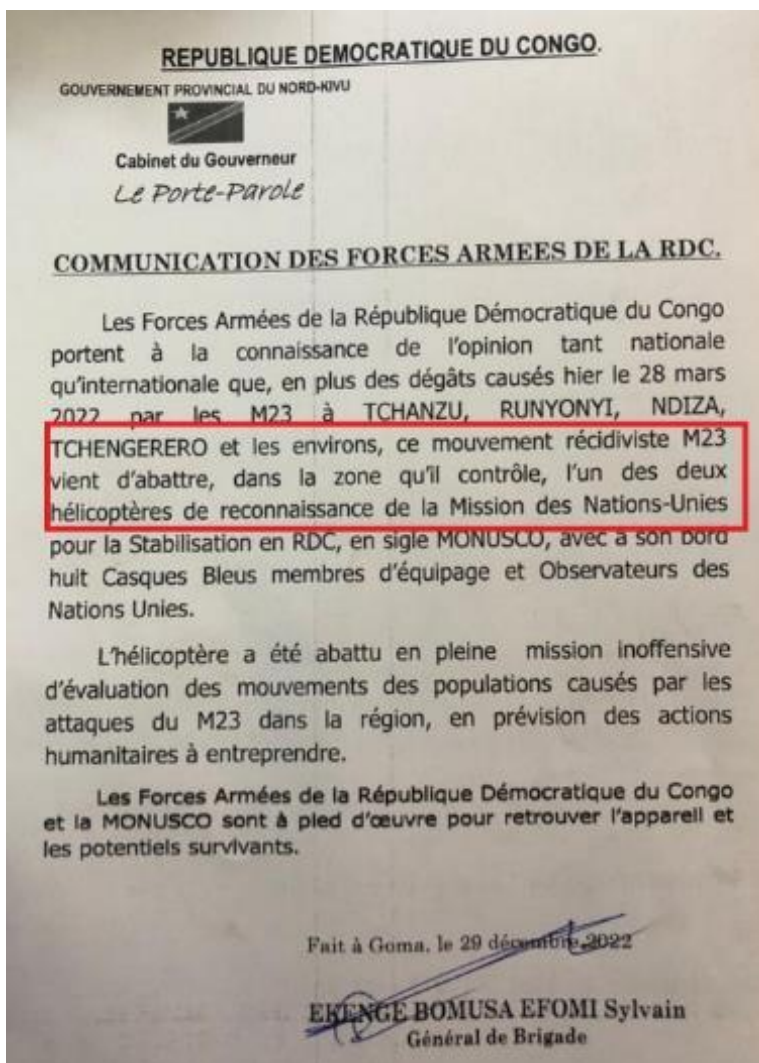 REPUBLIQUE DEMOCRATIQUE DU CONGO.
GOUVERNEMENT PROVINCIAL DU NORD-KIVU
Cabinet du Gouverneur
Le Porte-Parole
COMMUNICATION DES FORCES ARMEES DE LA RDC.
Les Forces Armées de la République Démocratique du Congo
portent à la connaissance de l'opinion tant nationale
qu'internationale que, en plus des dégâts causés hier le 28 mars
2022 par les M23 à TCHANZU, RUNYONYI, NDIZA,
TCHENGERERO et les environs, ce mouvement récidiviste M23
vient d'abattre, dans la zone qu'il contrôle, l'un des deux
hélicoptères de reconnaissance de la Mission des Nations-Unies
pour la Stabilisation en RDC, en sigle MONUSCO, avec à son bord
huit Casques Bleus membres d'équipage et Observateurs des
Nations Unies.
L'hélicoptère a été abattu en pleine mission inoffensive
d'évaluation des mouvements des populations causés par les
attaques du M23 dans la région, en prévision des actions
humanitaires à entreprendre.
Les Forces Armées de la République Démocratique du Congo
et la MONUSCO sont à pied d'œuvre pour retrouver l'appareil et
les potentiels survivants.
Fait à Goma, le 29 décembre 2022
EKENGE BOMUSA EFOMI Sylvain
Général de Brigade